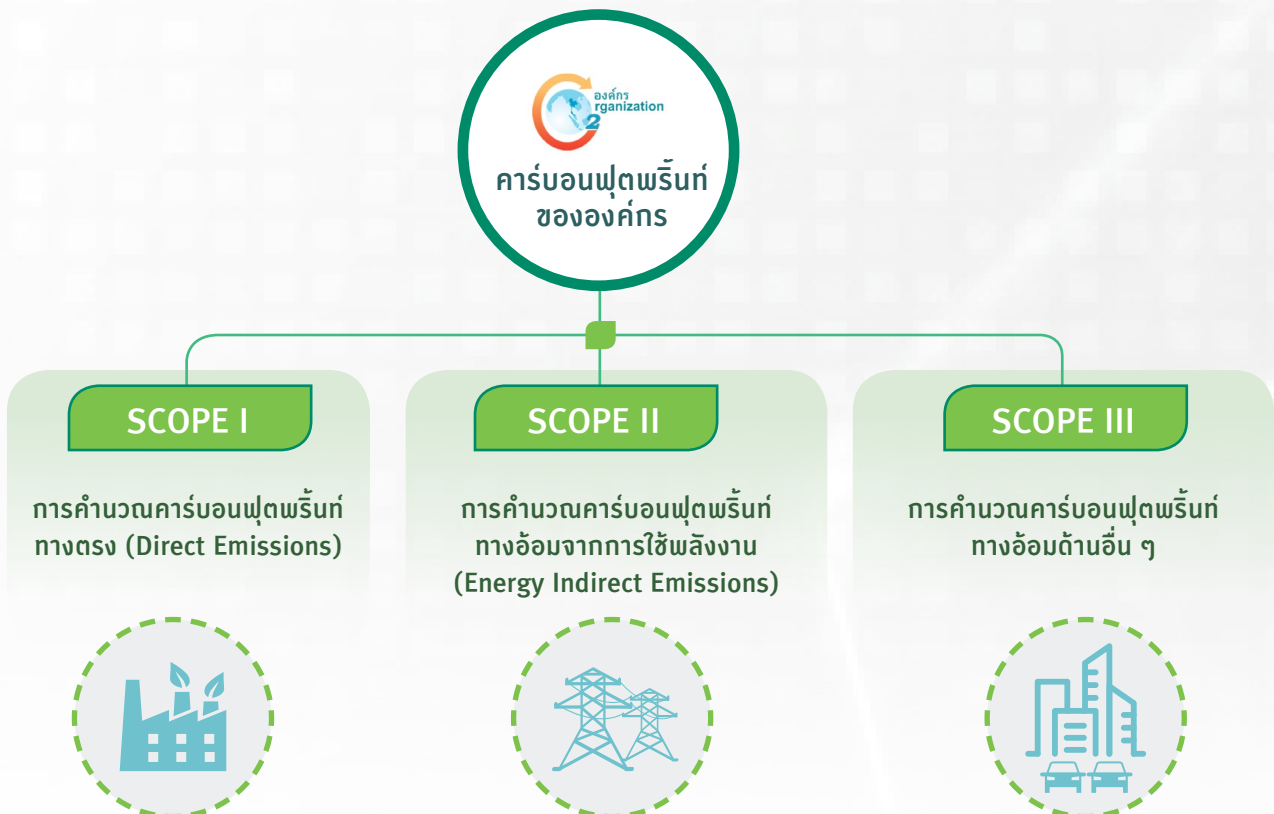 องค์กร
rganization
2
คาร์บอนฟุตพริ้นท์
ขององค์กร
SCOPE I
การคำนวณคาร์บอนฟุตพริ้นท์
ทางตรง (Direct Emissions)
SCOPE II
การคำนวณคาร์บอนฟุตพริ้นท์
ทางอ้อมจากการใช้พลังงาน
(Energy Indirect Emissions)
SCOPE III
การคำนวณคาร์บอนฟุตพริ้นท์
ทางอ้อมด้านอื่น ๆ